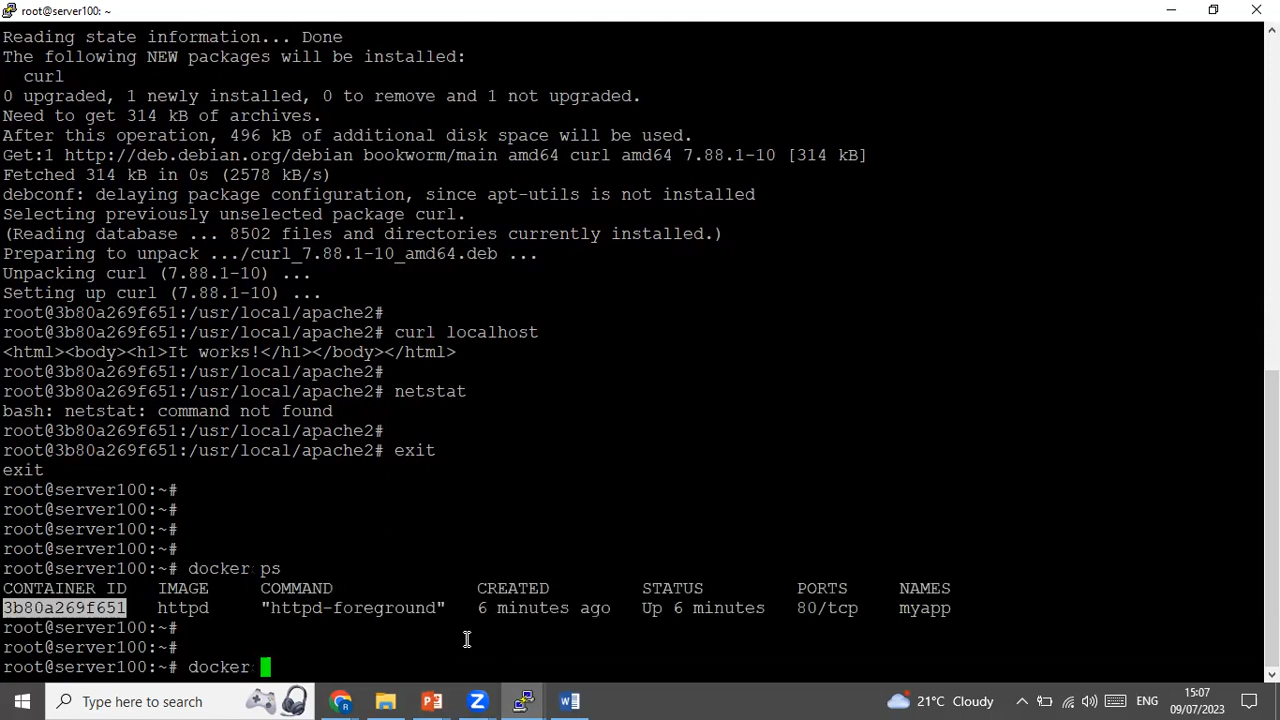 root@server100: ~
Reading state information... Done
The following NEW packages will be installed:
  curl
0 upgraded, 1 newly installed, 0 to remove and 1 not upgraded.
Need to get 314 kB of archives.
After this operation, 496 kB of additional disk space will be used.
Get:1 http://deb.debian.org/debian bookworm/main amd64 curl amd64 7.88.1-10 [314 kB]
Fetched 314 kB in 0s (2578 kB/s)
debconf: delaying package configuration, since apt-utils is not installed
Selecting previously unselected package curl.
(Reading database ... 8502 files and directories currently installed.)
Preparing to unpack .../curl_7.88.1-10_amd64.deb ...
Unpacking curl (7.88.1-10) ...
Setting up curl (7.88.1-10) ...
root@3b80a269f651:/usr/local/apache2#
root@3b80a269f651:/usr/local/apache2# curl localhost
<html><body><h1>It works!</h1></body></html>
root@3b80a269f651:/usr/local/apache2#
root@3b80a269f651:/usr/local/apache2# netstat
bash: netstat: command not found
root@3b80a269f651:/usr/local/apache2#
root@3b80a269f651:/usr/local/apache2# exit
exit
root@server100:~#
root@server100:~#
root@server100:~#
root@server100:~#
root@server100:~# docker ps
CONTAINER ID   IMAGE     COMMAND              CREATED         STATUS         PORTS     NAMES
3b80a269f651   httpd     "httpd-foreground"   6 minutes ago   Up 6 minutes   80/tcp    myapp
root@server100:~#
root@server100:~#
root@server100:~# docker
Type here to search
21°C Cloudy
ENG
15:07
09/07/2023